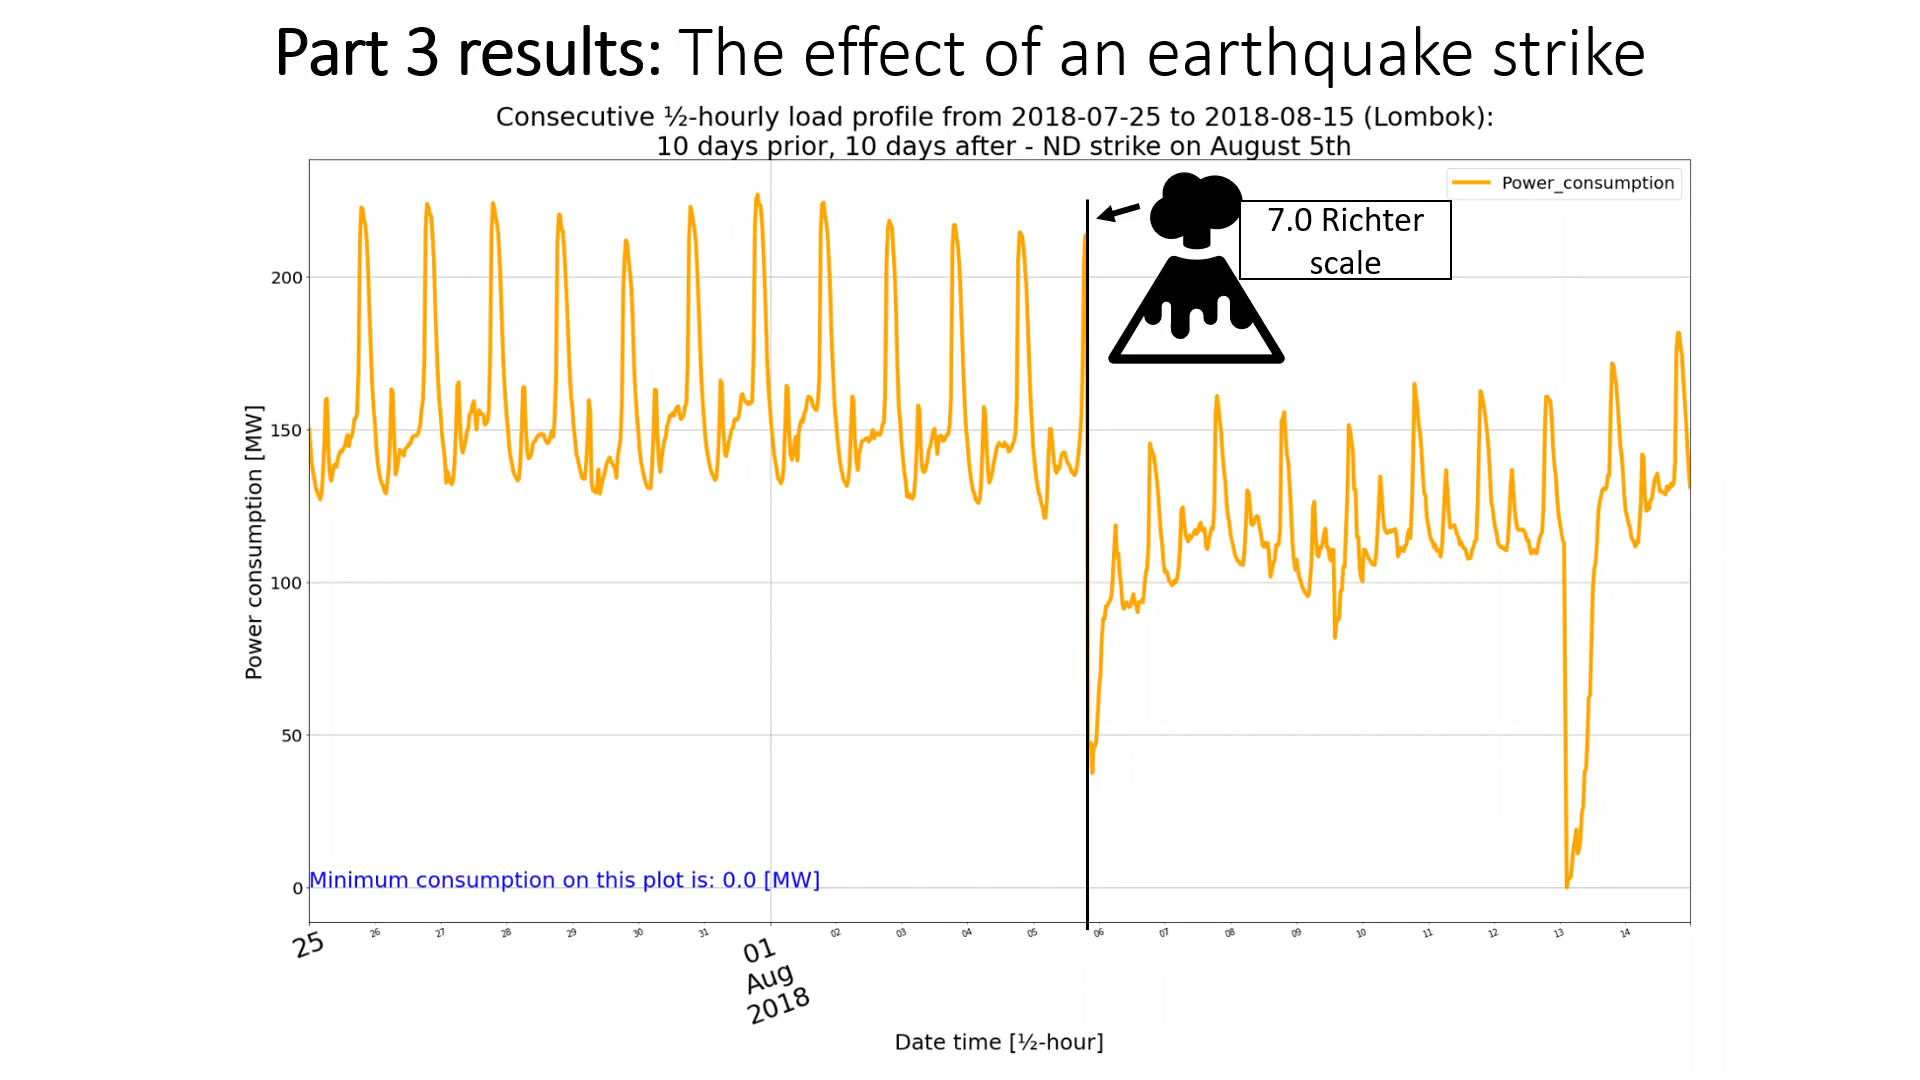 Part 3 results: The effect of an earthquake strike
Consecutive ½-hourly load profile from 2018-07-25 to 2018-08-15 (Lombok):
10 days prior, 10 days after - ND strike on August 5th
Power_consumption
7.0 Richter
scale
Power consumption [MW]
200
150
100
50
0
Minimum consumption on this plot is: 0.0 [MW]
25
26
27
28
29
30
31
01
Aug
2018
02
03
04
05
06
07
08
09
10
11
12
13
14
Date time [½-hour]